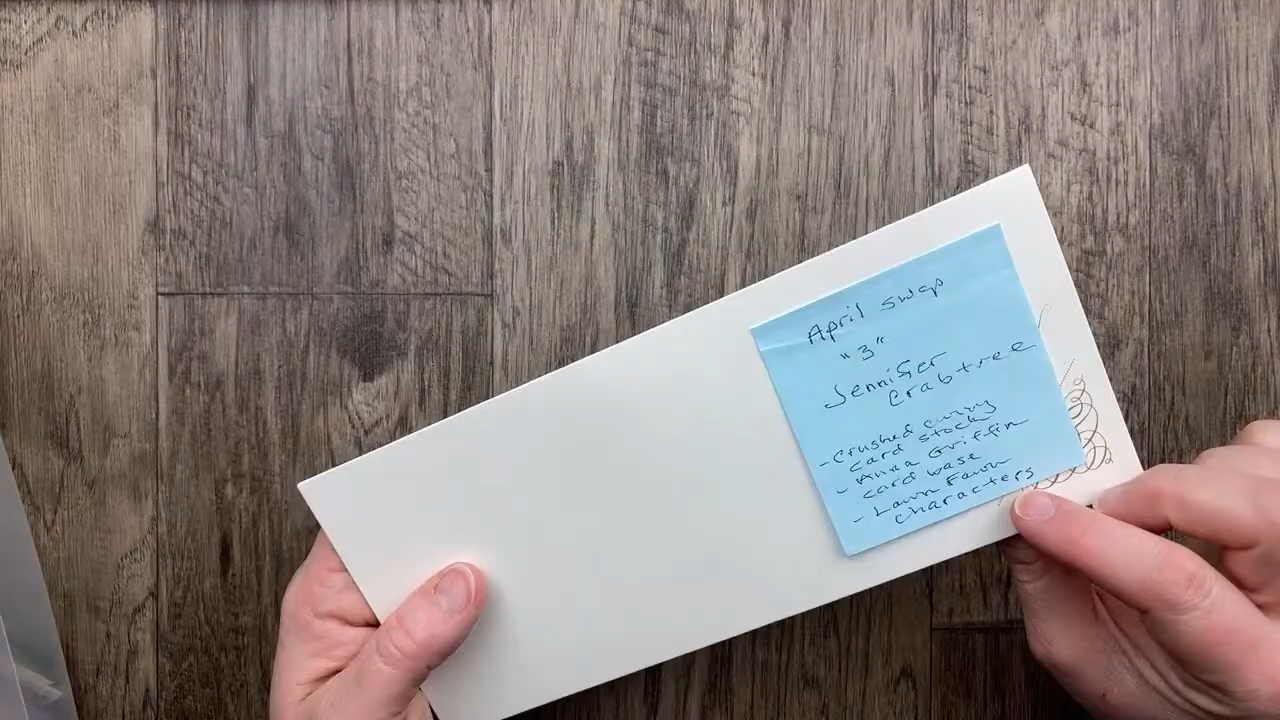 April swap
"3"
Jennifer
Crabtree
- Crushed curry
card stock
- Anna Griffin
card base
- Lawn Fawn
characters